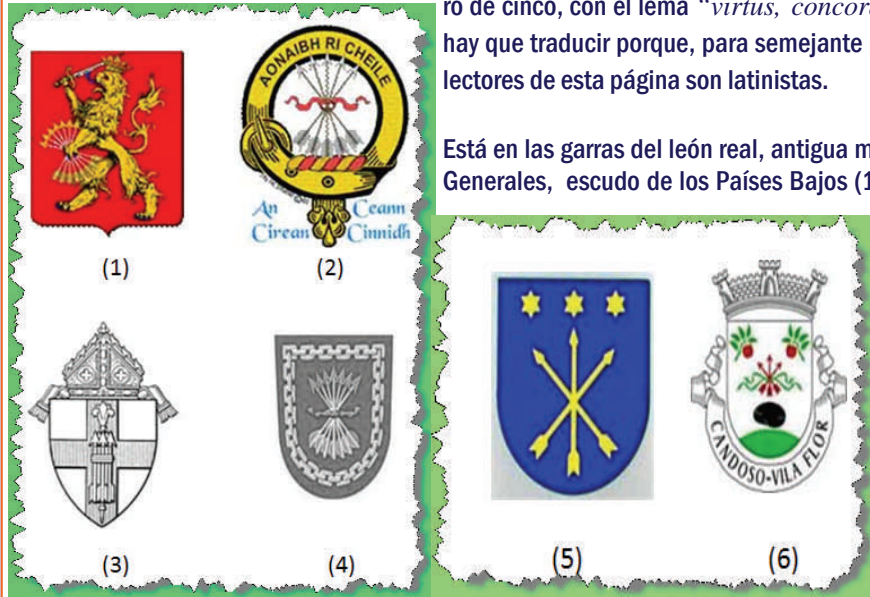 ro de cinco, con el lema "virtus, concor
hay que traducir porque, para semejante
lectores de esta página son latinistas.
Está en las garras del león real, antigua m
Generales, escudo de los Países Bajos (1
AONAIBH RI CHEILE
An Cirean
Ceann Cinnidh
(1)
(2)
(3)
(4)
CANDOSO-VILA FLOR
(5)
(6)